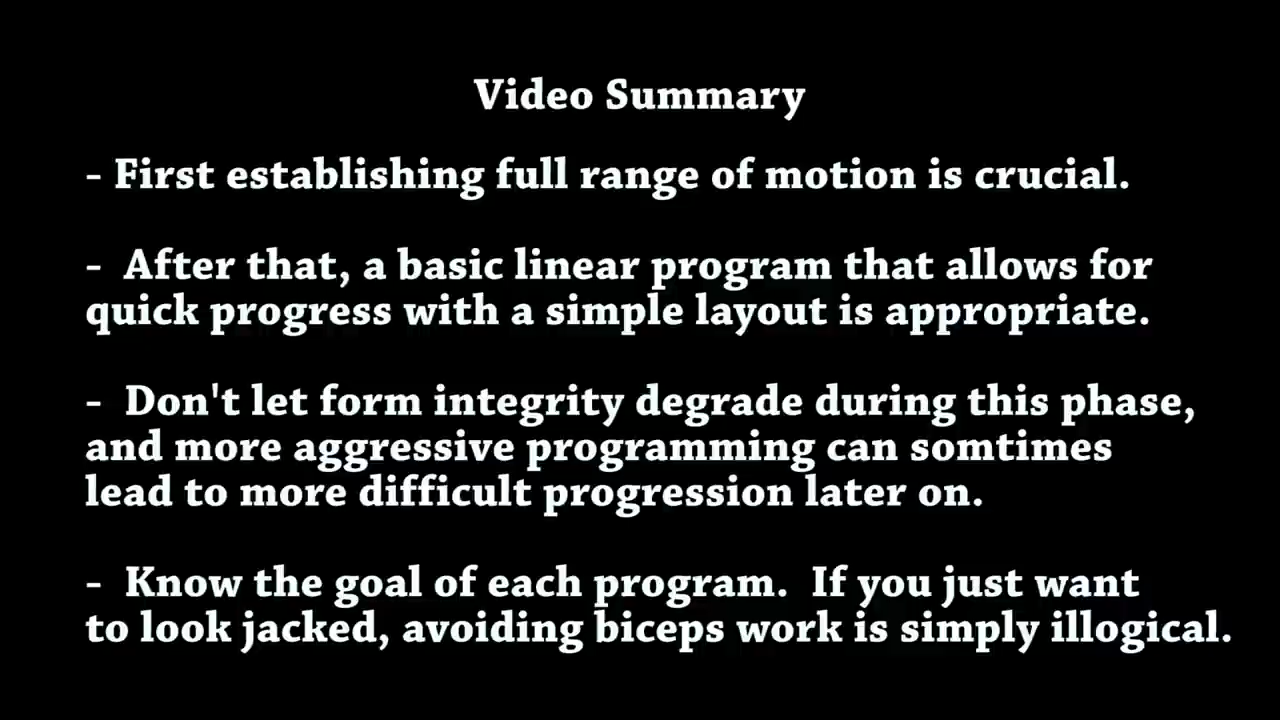 Video Summary
- First establishing full range of motion is crucial.
-  After that, a basic linear program that allows for
quick progress with a simple layout is appropriate.
-  Don't let form integrity degrade during this phase,
and more aggressive programming can somtimes
lead to more difficult progression later on.
-  Know the goal of each program.  If you just want
to look jacked, avoiding biceps work is simply illogical.